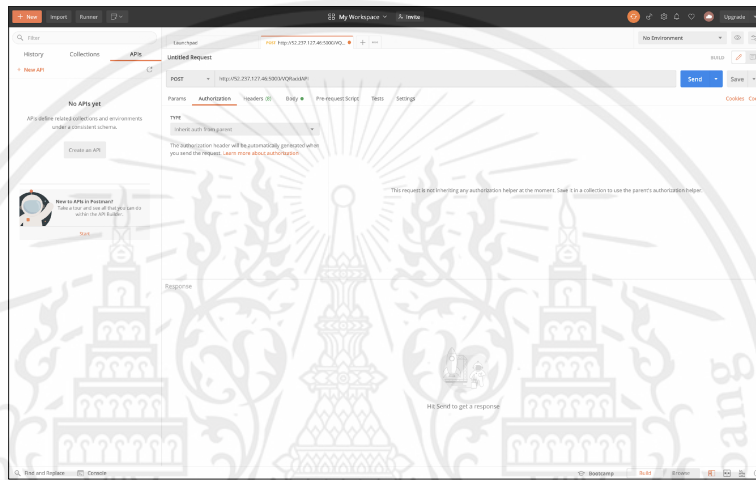 + New
Import
Runner
My Workspace
Invite
Upgrade
Filter
History
Collections
APIs
+ New API
No APIs yet
APIs define related collections and environments
under a consistent schema.
Create an API
New to APIs in Postman?
Take a tour and see all that you can do
within the API Builder.
Start
Launchpad
POST http://52.237.127.46:5000/VQR...
+
No Environment
Untitled Request
BUILD
POST
http://52.237.127.46:5000/VQR/addAPI
Send
Save
Params
Authorization
Headers (8)
Body
Pre-request Script
Tests
Settings
Cookies
TYPE
Inherit auth from parent
The authorization header will be automatically generated when
you send the request. Learn more about authorization
This request is not inheriting any authorization helper at the moment. Save it in a collection to use the parent's authorization helper.
Response
Hit Send to get a response
Find and Replace
Console
Bootcamp
Build
Browse